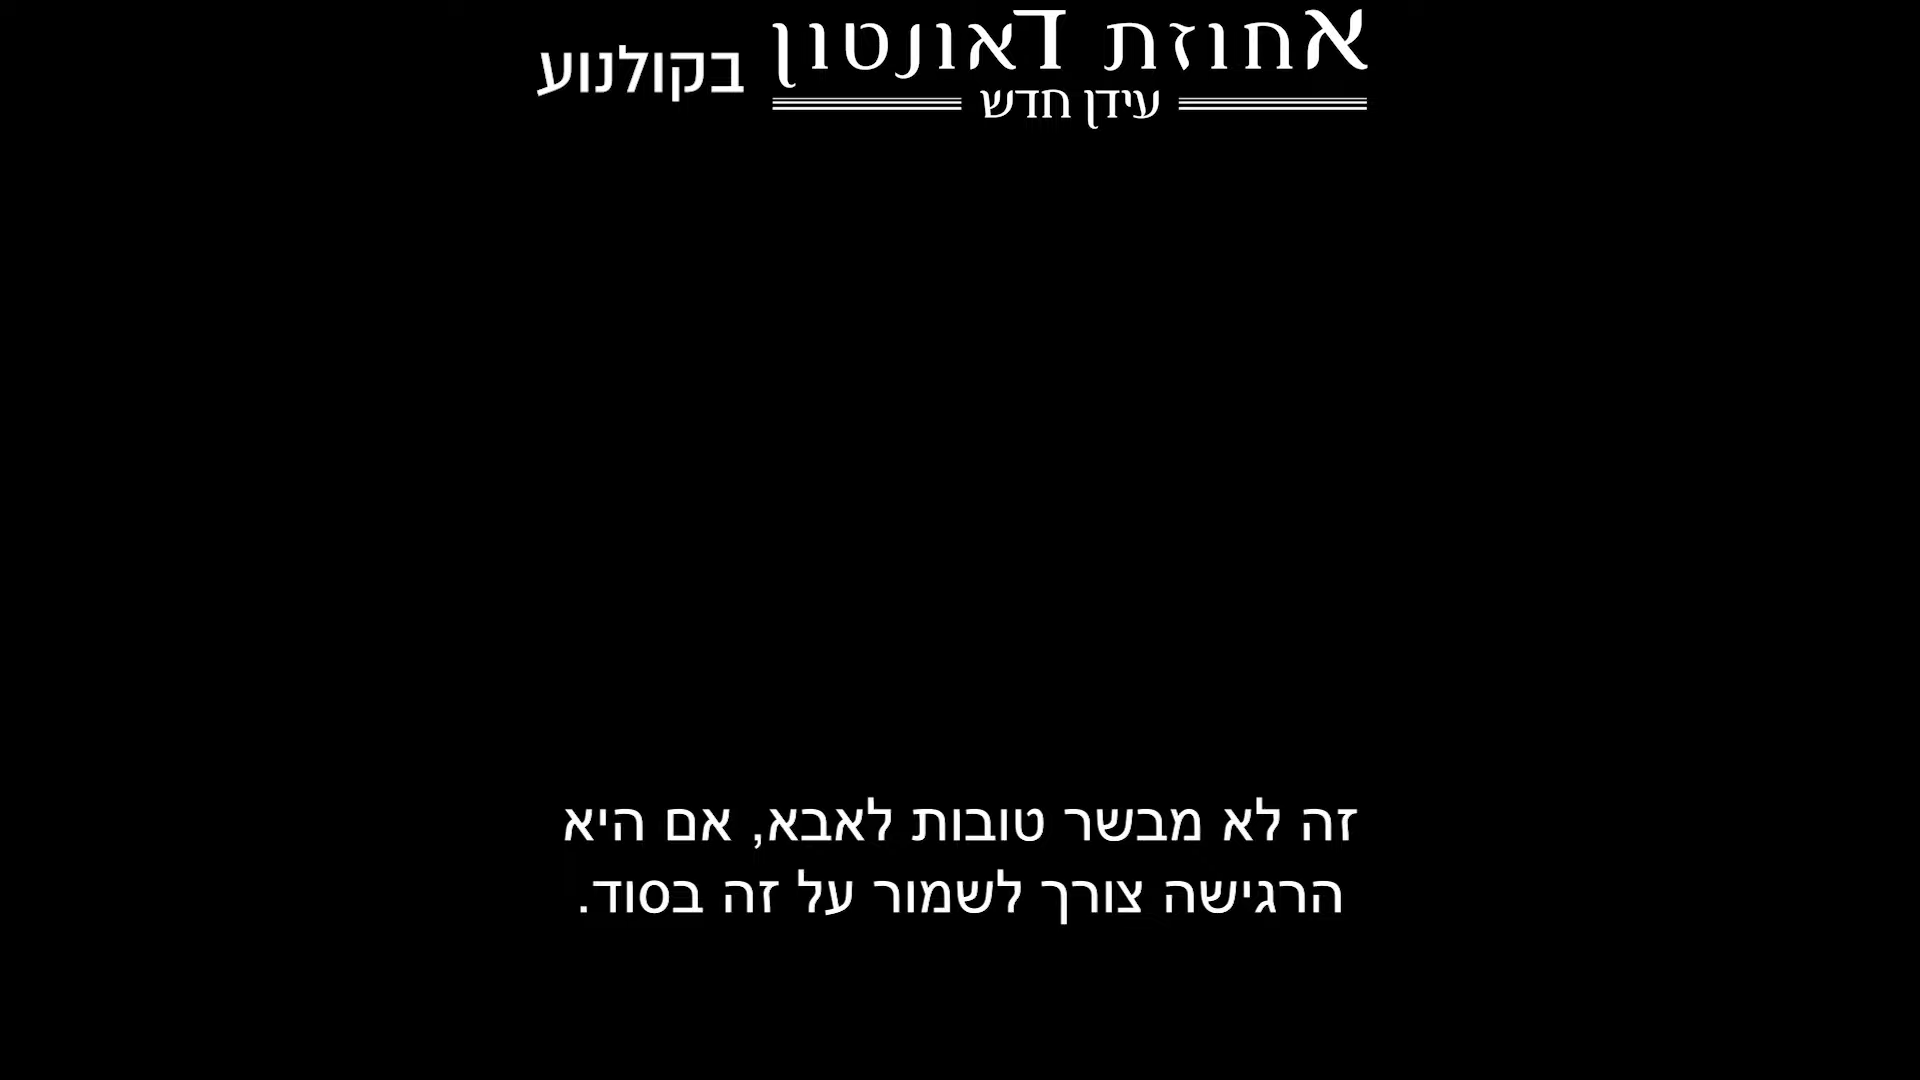 אחוזת דאונטון בקולנוע
עידן חדש
זה לא מבשר טובות לאבא, אם היא
הרגישה צורך לשמור על זה בסוד.